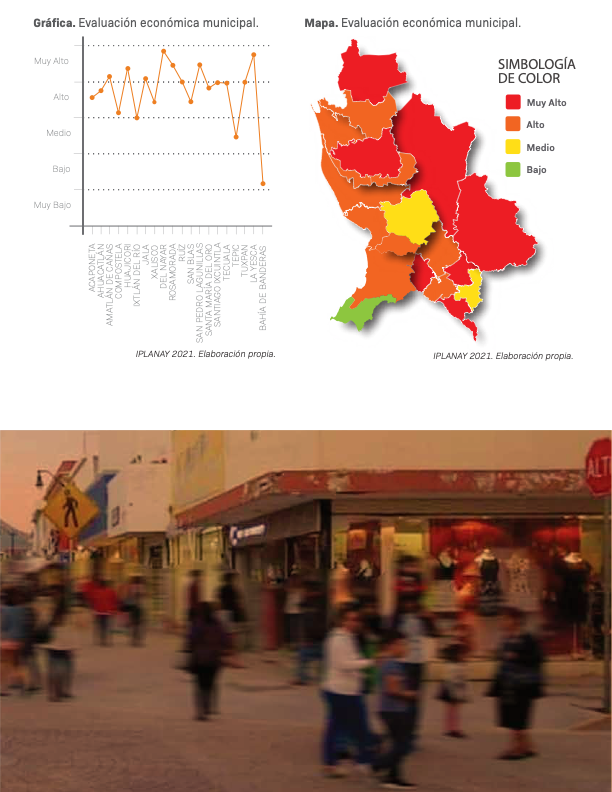 Gráfica. Evaluación económica municipal.
Muy Alto
Alto
Medio
Bajo
Muy Bajo
ACAPONETA
AHUACATLÁN
AMATLÁN DE CAÑAS
COMPOSTELA
HUAJICORI
IXTLÁN DEL RÍO
JALA
XALISCO
DEL NAYAR
ROSAMORADA
RUÍZ
SAN BLAS
SAN PEDRO LAGUNILLAS
SANTA MARÍA DEL ORO
SANTIAGO IXCUINTLA
TECUALA
TEPIC
TUXPAN
LA YESCA
BAHÍA DE BANDERAS
IPLANAY 2021. Elaboración propia.
Mapa. Evaluación económica municipal.
SIMBOLOGÍA
DE COLOR
Muy Alto
Alto
Medio
Bajo
IPLANAY 2021. Elaboración propia.
ALT